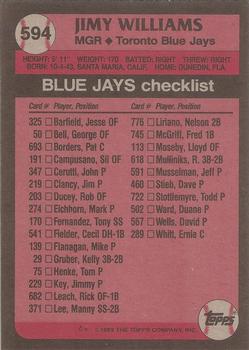 594
JIMY WILLIAMS
MGR ◆ Toronto Blue Jays
HEIGHT: 5' 11" WEIGHT: 170 BATTED: RIGHT THREW: RIGHT
BORN: 10-4-43, SANTA MARIA, CALIF. HOME: DUNEDIN, FLA.
BLUE JAYS checklist
Card # Player, Position
325 Barfield, Jesse OF
50 Bell, George OF
343 Borders, Pat C
191 Campusano, Sil OF
347 Cerutti, John P
219 Clancy, Jim P
203 Ducey, Rob OF
274 Eichhorn, Mark P
170 Fernandez, Tony SS
541 Fielder, Cecil DH-1B
139 Flanagan, Mike P
29 Gruber, Kelly 3B-2B
75 Henke, Tom P
229 Key, Jimmy P
682 Leach, Rick OF-1B
371 Lee, Manny SS-2B
Card # Player, Position
776 Liriano, Nelson 2B
745 McGriff, Fred 1B
113 Moseby, Lloyd OF
618 Mulliniks, R. 3B-2B
591 Musselman, Jeff P
460 Stieb, Dave P
722 Stottlemyre, Todd P
502 Ward, Duane P
567 Wells, David P
289 Whitt, Ernie C
topps
© 1989 THE TOPPS COMPANY, INC.